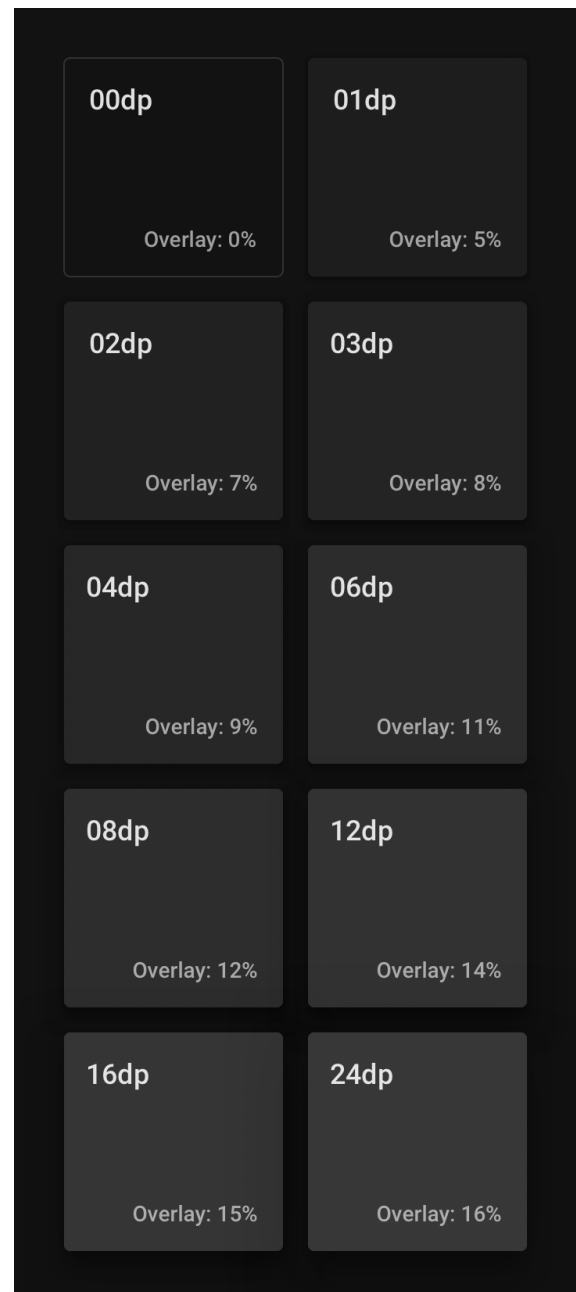 00dp
Overlay: 0%
01dp
Overlay: 5%
02dp
Overlay: 7%
03dp
Overlay: 8%
04dp
Overlay: 9%
06dp
Overlay: 11%
08dp
Overlay: 12%
12dp
Overlay: 14%
16dp
Overlay: 15%
24dp
Overlay: 16%